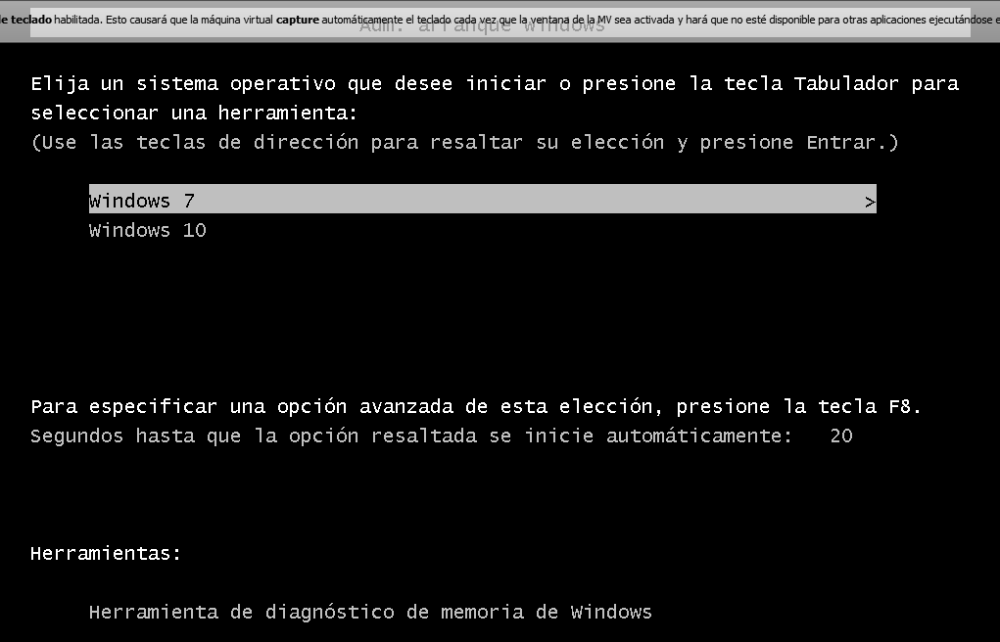 de teclado habilitada. Esto causará que la máquina virtual capture automáticamente el teclado cada vez que la ventana de la MV sea activada y hará que no esté disponible para otras aplicaciones ejecutándose e
Adm. arranque Windows
Elija un sistema operativo que desee iniciar o presione la tecla Tabulador para
seleccionar una herramienta:
(Use las teclas de dirección para resaltar su elección y presione Entrar.)
Windows 7 >
Windows 10
Para especificar una opción avanzada de esta elección, presione la tecla F8.
Segundos hasta que la opción resaltada se inicie automáticamente: 20
Herramientas:
Herramienta de diagnóstico de memoria de Windows